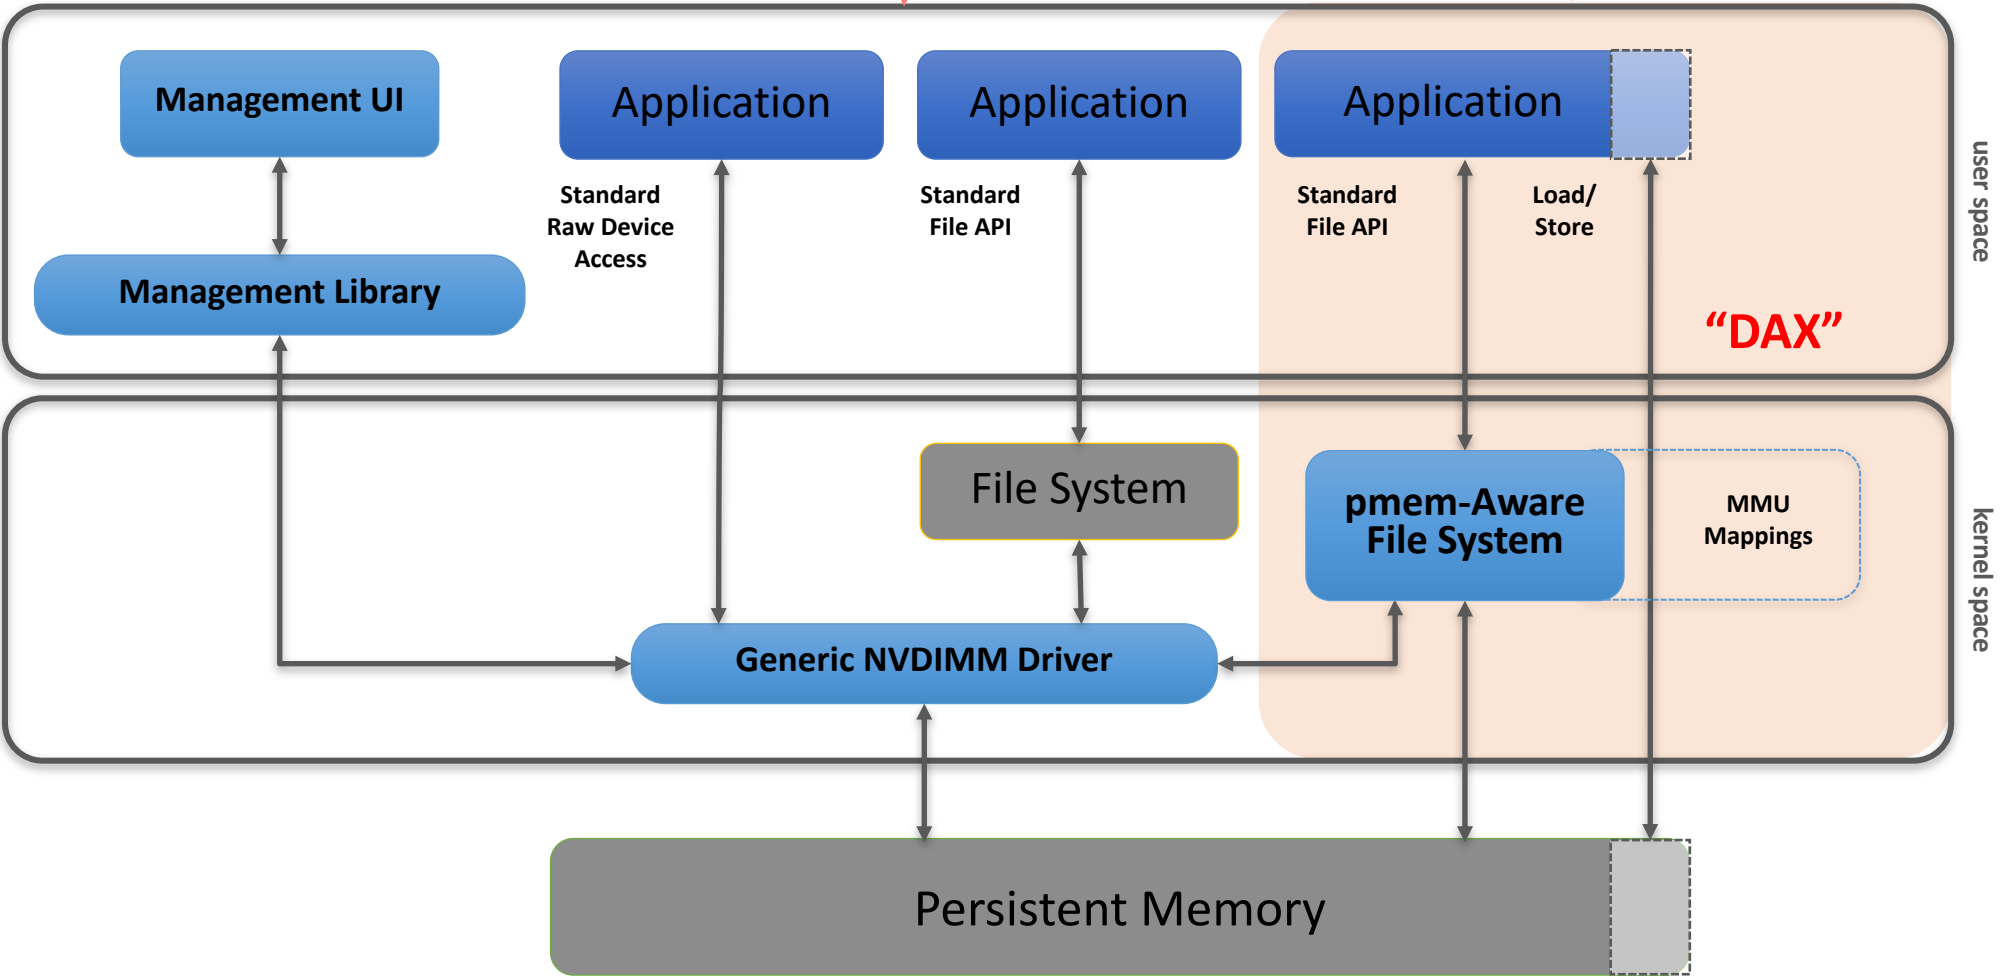 Management UI
Application
Application
Application
Standard
Raw Device
Access
Standard
File API
Standard
File API
Load/
Store
user space
Management Library
“DAX”
File System
pmem-Aware
File System
MMU
Mappings
kernel space
Generic NVDIMM Driver
Persistent Memory